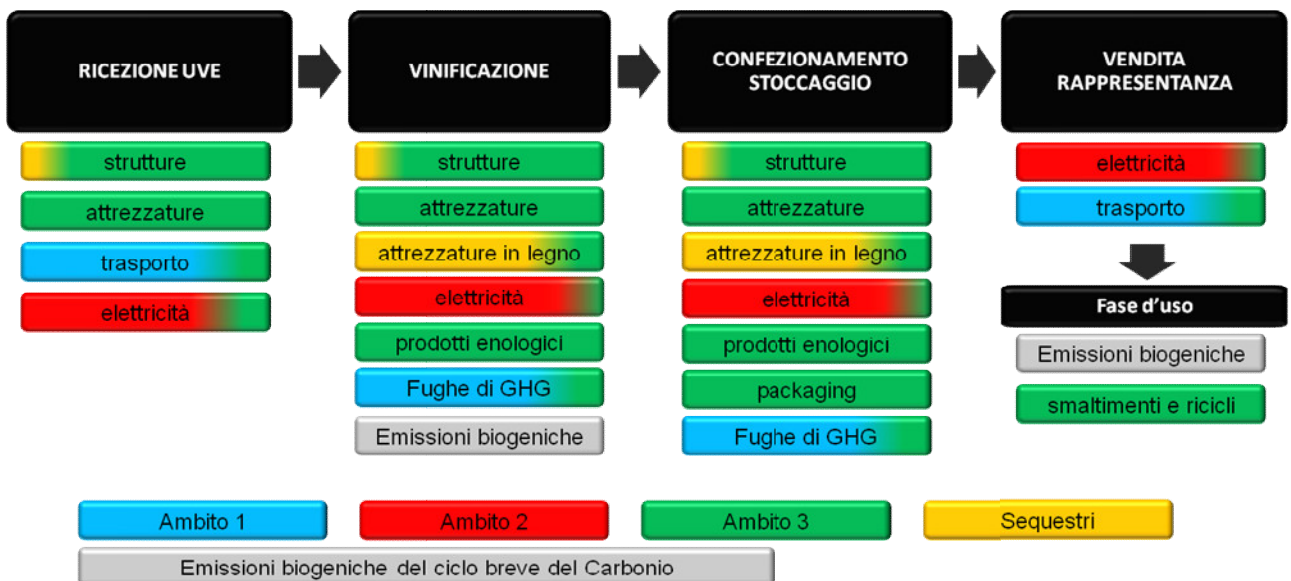 RICEZIONE UVE
strutture
attrezzature
trasporto
elettricità
VINIFICAZIONE
strutture
attrezzature
attrezzature in legno
elettricità
prodotti enologici
Fughe di GHG
Emissioni biogeniche
CONFEZIONAMENTO
STOCCAGGIO
strutture
attrezzature
attrezzature in legno
elettricità
prodotti enologici
packaging
Fughe di GHG
VENDITA
RAPPRESENTANZA
elettricità
trasporto
Fase d'uso
Emissioni biogeniche
smaltimenti e ricicli
Ambito 1
Ambito 2
Ambito 3
Sequestri
Emissioni biogeniche del ciclo breve del Carbonio